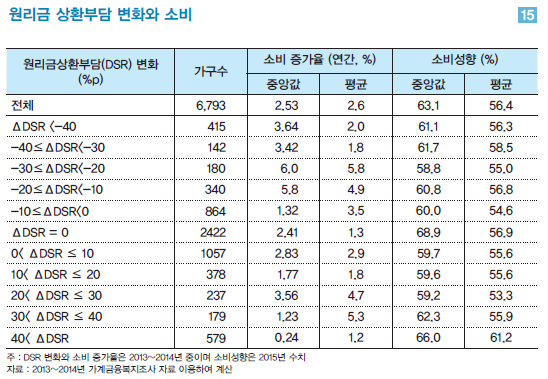 원리금 상환부담 변화와 소비 15
원리금상환부담(DSR) 변화 (%p) 가구수 소비 증가율 (연간, %) 소비성향 (%)
중앙값 평균 중앙값 평균
전체 6,793 2.53 2.6 63.1 56.4
ΔDSR <-40 415 3.64 2.0 61.1 56.3
-40≤ΔDSR<-30 142 3.42 1.8 61.7 58.5
-30≤ΔDSR<-20 180 6.0 5.8 58.8 55.0
-20≤ΔDSR<-10 340 5.8 4.9 60.8 56.8
-10≤ΔDSR<0 864 1.32 3.5 60.0 54.6
ΔDSR = 0 2422 2.41 1.3 68.9 56.9
0< ΔDSR ≤ 10 1057 2.83 2.9 59.7 55.6
10< ΔDSR ≤ 20 378 1.77 1.8 59.6 55.6
20< ΔDSR ≤ 30 237 3.56 4.7 59.2 53.3
30< ΔDSR ≤ 40 179 1.23 5.3 62.3 55.9
40< ΔDSR 579 0.24 1.2 66.0 61.2
주 : DSR 변화와 소비 증가율은 2013~2014년 중이며 소비성향은 2015년 수치
자료 : 2013~2014년 가계금융복지조사 자료 이용하여 계산